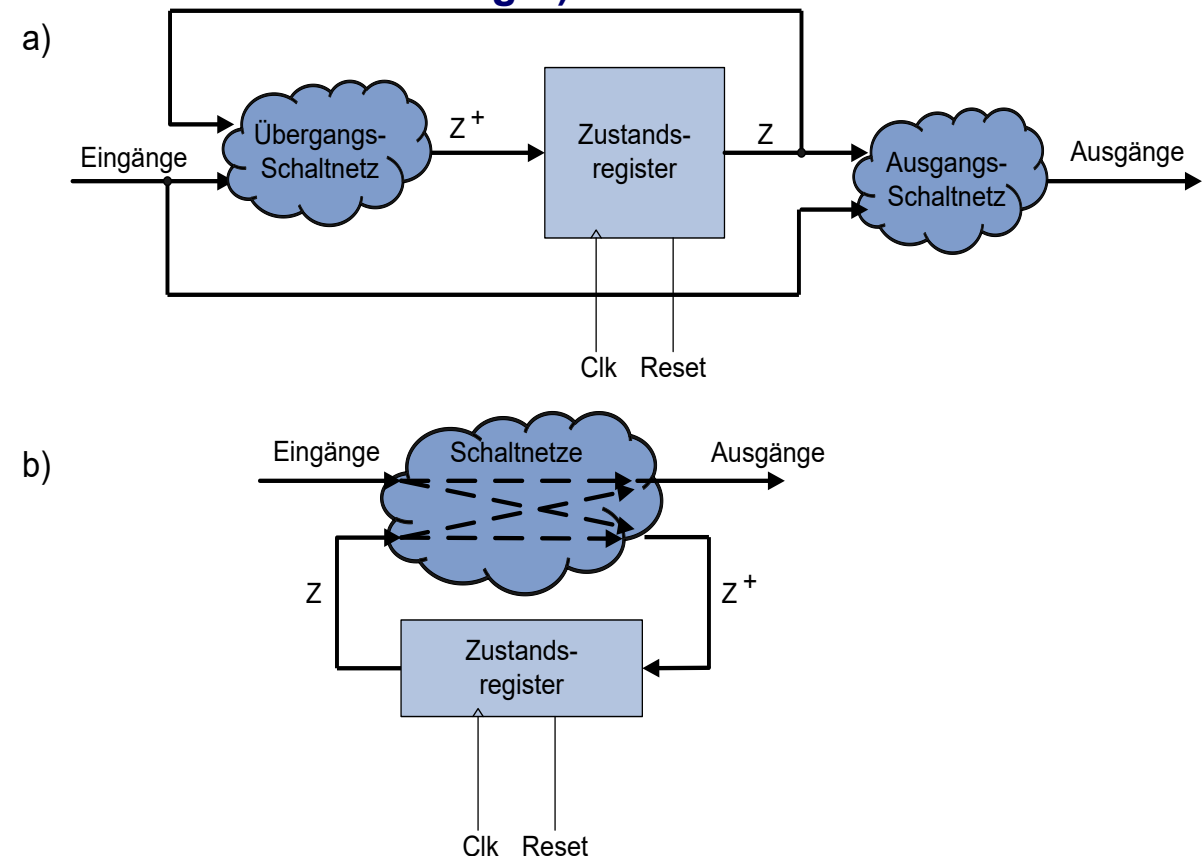 a)
Eingänge
Übergangs-
Schaltnetz
Z +
Zustands-
register
Z
Ausgangs-
Schaltnetz
Ausgänge
Clk Reset
b)
Eingänge
Schaltnetze
Ausgänge
Z
Z +
Zustands-
register
Clk Reset